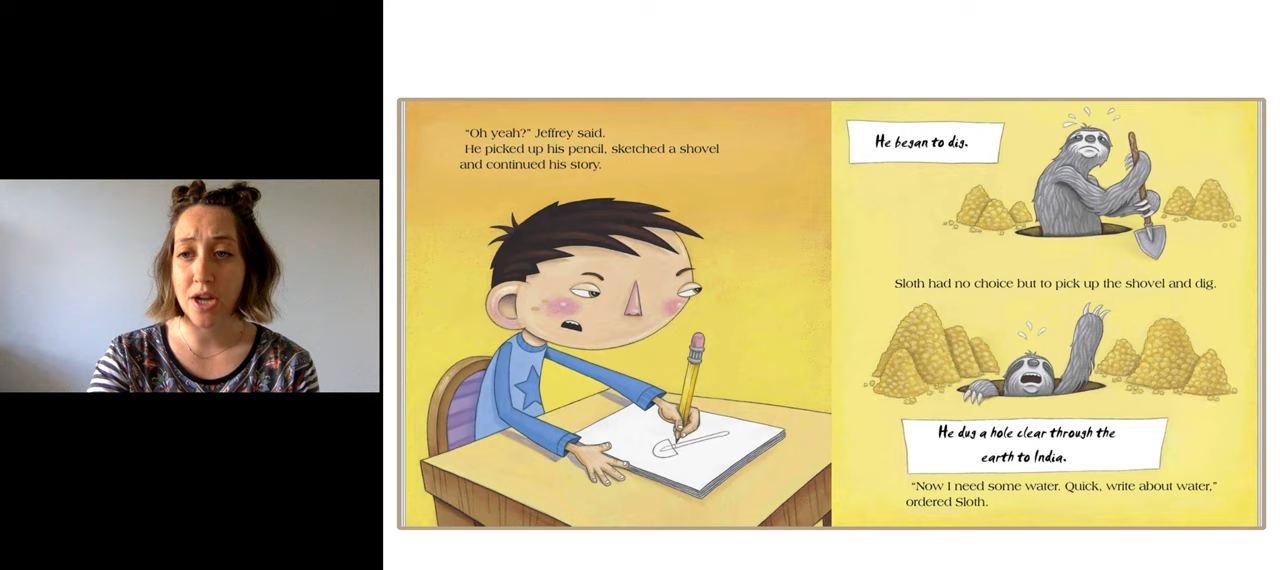 “Oh yeah?” Jeffrey said.
He picked up his pencil, sketched a shovel
and continued his story.
He began to dig.
Sloth had no choice but to pick up the shovel and dig.
He dug a hole clear through the
earth to India.
“Now I need some water. Quick, write about water,”
ordered Sloth.